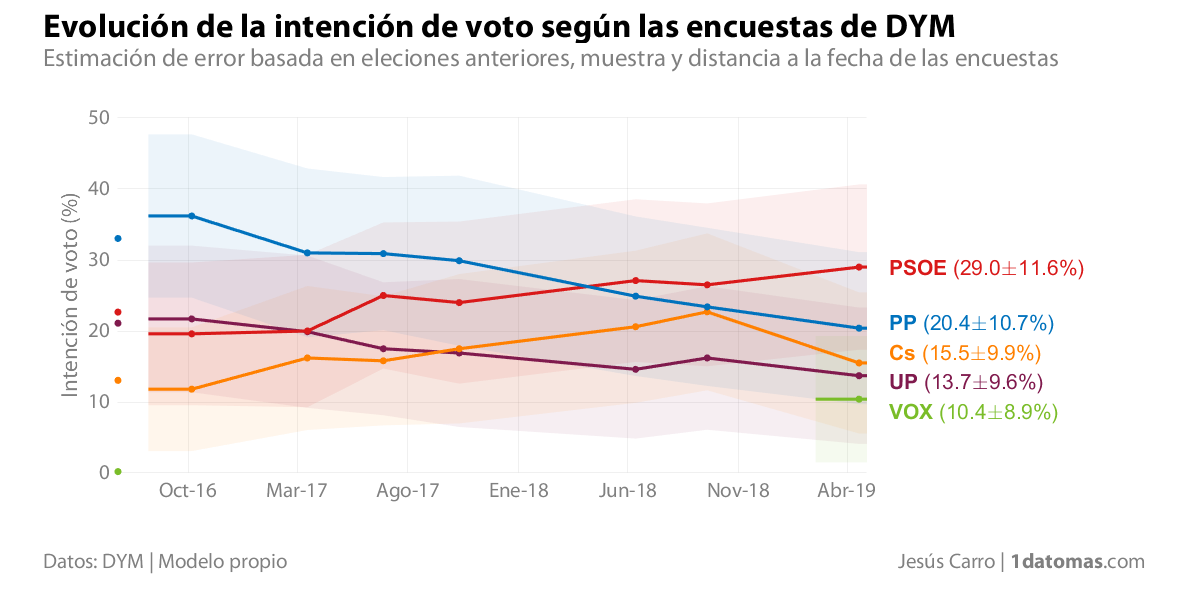 Evolución de la intención de voto según las encuestas de DYM
Estimación de error basada en eleciones anteriores, muestra y distancia a la fecha de las encuestas
Intención de voto (%)
50
40
30
20
10
0
Oct-16
Mar-17
Ago-17
Ene-18
Jun-18
Nov-18
Abr-19
PSOE (29.0±11.6%)
PP (20.4±10.7%)
Cs (15.5±9.9%)
UP (13.7±9.6%)
VOX (10.4±8.9%)
Datos: DYM | Modelo propio
Jesús Carro | 1datomas.com